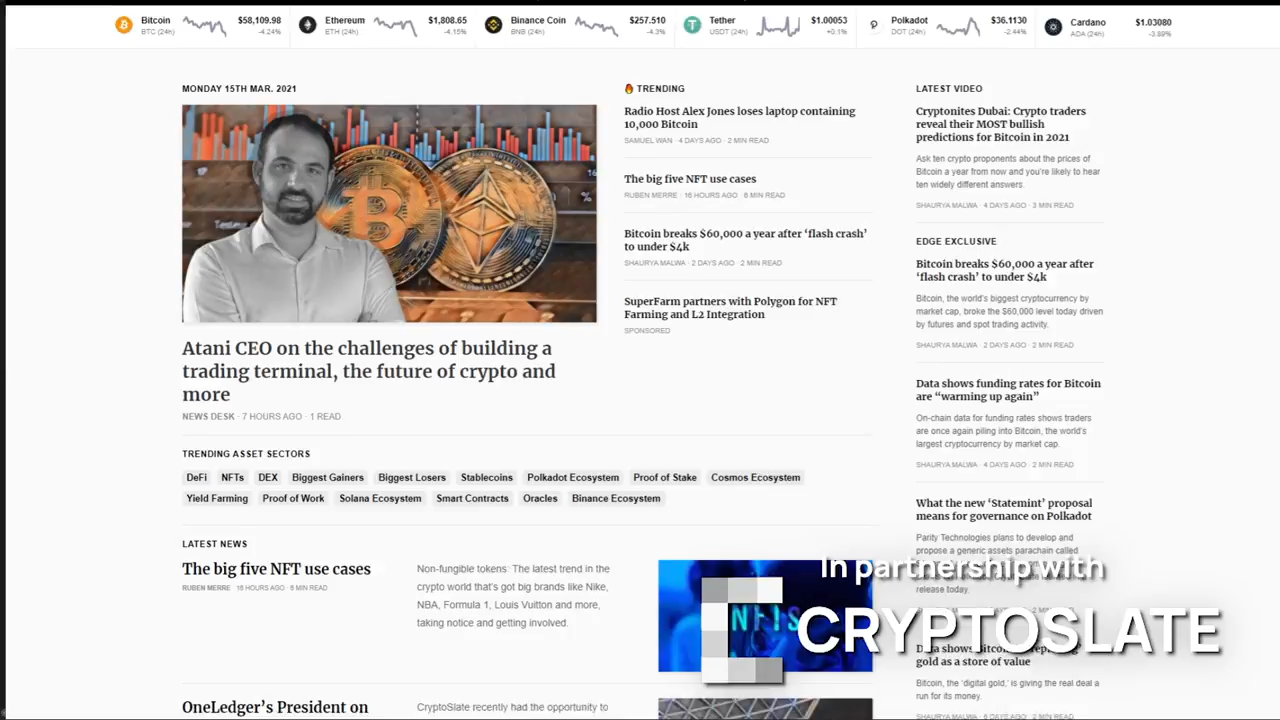 Bitcoin
BTC (24h)
$58,109.98
-4.24%
Ethereum
ETH (24h)
$1,808.65
-4.15%
Binance Coin
BNB (24h)
$257.510
-4.3%
Tether
USDT (24h)
$1.00053
+0.1%
Polkadot
DOT (24h)
$36.1130
-2.44%
Cardano
ADA (24h)
$1.03080
-3.89%
MONDAY 15TH MAR. 2021
Atani CEO on the challenges of building a
trading terminal, the future of crypto and
more
NEWS DESK · 7 HOURS AGO · 1 READ
TRENDING
Radio Host Alex Jones loses laptop containing
10,000 Bitcoin
SAMUEL WAN · 4 DAYS AGO · 2 MIN READ
The big five NFT use cases
RUBEN MERRE · 16 HOURS AGO · 6 MIN READ
Bitcoin breaks $60,000 a year after ‘flash crash’
to under $4k
SHAURYA MALWA · 2 DAYS AGO · 2 MIN READ
SuperFarm partners with Polygon for NFT
Farming and L2 Integration
SPONSORED
LATEST VIDEO
Cryptonites Dubai: Crypto traders
reveal their MOST bullish
predictions for Bitcoin in 2021
Ask ten crypto proponents about the prices of
Bitcoin a year from now and you're likely to hear
ten widely different answers.
SHAURYA MALWA · 4 DAYS AGO · 3 MIN READ
EDGE EXCLUSIVE
Bitcoin breaks $60,000 a year after
‘flash crash’ to under $4k
Bitcoin, the world's biggest cryptocurrency by
market cap, broke the $60,000 level today driven
by futures and spot trading activity.
SHAURYA MALWA · 2 DAYS AGO · 2 MIN READ
Data shows funding rates for Bitcoin
are “warming up again”
On-chain data for funding rates shows traders
are once again piling into Bitcoin, the world's
largest cryptocurrency by market cap.
SHAURYA MALWA · 4 DAYS AGO · 2 MIN READ
What the new ‘Statemint’ proposal
means for governance on Polkadot
Parity Technologies plans to develop and
propose a generic assets parachain called
release today.
Data shows Bitcoin
gold as a store of value
Bitcoin, the 'digital gold,' is giving the real deal a
run for its money.
SHAURYA MALWA · 5 DAYS AGO · 2 MIN READ
TRENDING ASSET SECTORS
DeFi NFTs DEX Biggest Gainers Biggest Losers Stablecoins Polkadot Ecosystem Proof of Stake Cosmos Ecosystem
Yield Farming Proof of Work Solana Ecosystem Smart Contracts Oracles Binance Ecosystem
LATEST NEWS
The big five NFT use cases
RUBEN MERRE · 16 HOURS AGO · 6 MIN READ
Non-fungible tokens: The latest trend in the
crypto world that's got big brands like Nike,
NBA, Formula 1, Louis Vuitton and more,
taking notice and getting involved.
NFTS
OneLedger’s President on
CryptoSlate recently had the opportunity to
In partnership with
CRYPTOSLATE